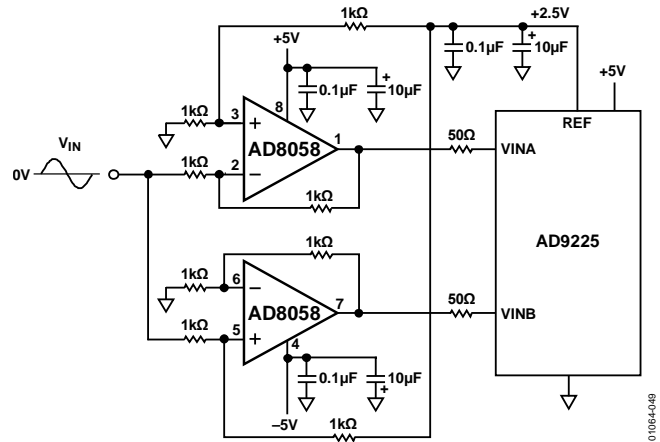 1kΩ
+2.5V
+5V
0.1µF
+
10µF
+5V
0.1µF
+
10µF
1kΩ
3
+
8
REF
VIN
AD8058
1
50Ω
VINA
0V
1kΩ
2
–
1kΩ
AD9225
1kΩ
1kΩ
6
–
AD8058
7
50Ω
VINB
1kΩ
5
+
4
0.1µF
10µF
+
–5V
1kΩ
01064-049